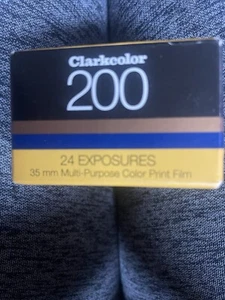 Clarkcolor
200
24 EXPOSURES
35 mm Multi-Purpose Color Print Film